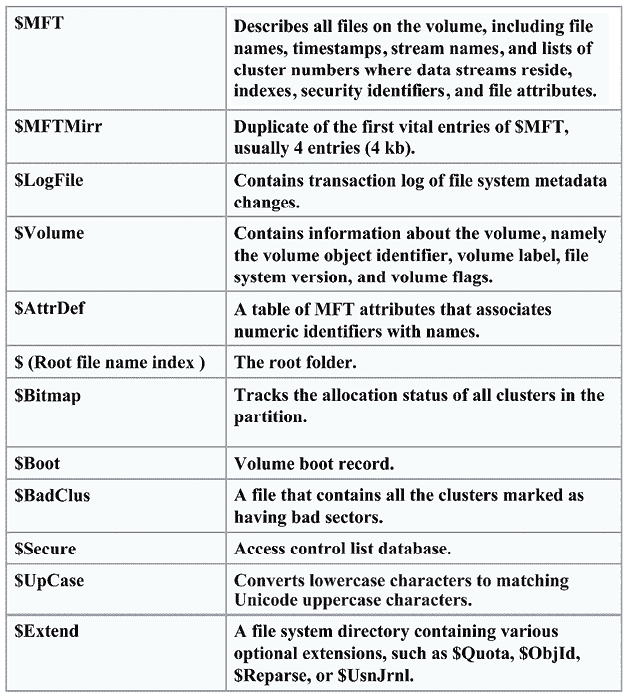 $MFT
Describes all files on the volume, including file
names, timestamps, stream names, and lists of
cluster numbers where data streams reside,
indexes, security identifiers, and file attributes.
$MFTMirr
Duplicate of the first vital entries of $MFT,
usually 4 entries (4 kb).
$LogFile
Contains transaction log of file system metadata
changes.
$Volume
Contains information about the volume, namely
the volume object identifier, volume label, file
system version, and volume flags.
$AttrDef
A table of MFT attributes that associates
numeric identifiers with names.
$ (Root file name index )
The root folder.
$Bitmap
Tracks the allocation status of all clusters in the
partition.
$Boot
Volume boot record.
$BadClus
A file that contains all the clusters marked as
having bad sectors.
$Secure
Access control list database.
$UpCase
Converts lowercase characters to matching
Unicode uppercase characters.
$Extend
A file system directory containing various
optional extensions, such as $Quota, $ObjId,
$Reparse, or $UsnJrnl.